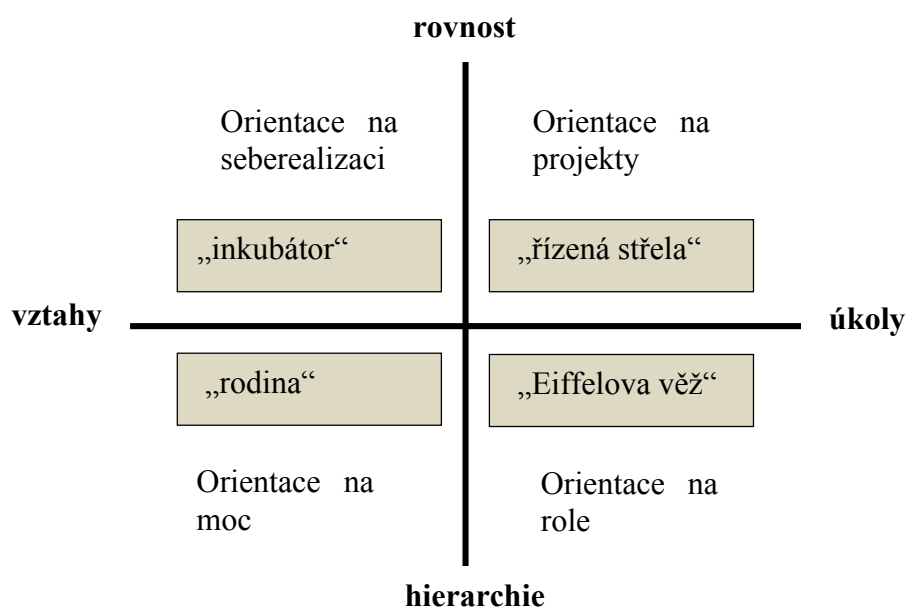 rovnost
Orientace na
seberealizaci
Orientace na
projekty
„inkubátor“
„řízená střela“
vztahy
úkoly
„rodina“
„Eiffelova věž“
Orientace na
moc
Orientace na
role
hierarchie